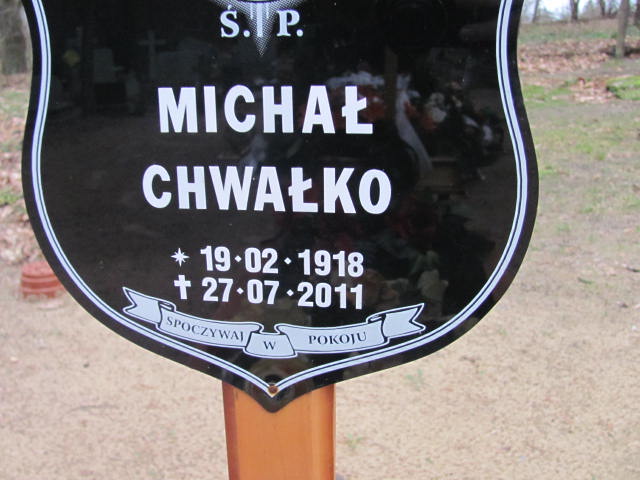 Ś. P.
MICHAŁ
CHWAŁKO
* 19·02·1918
† 27·07·2011
SPOCZYWAJ W POKOJU